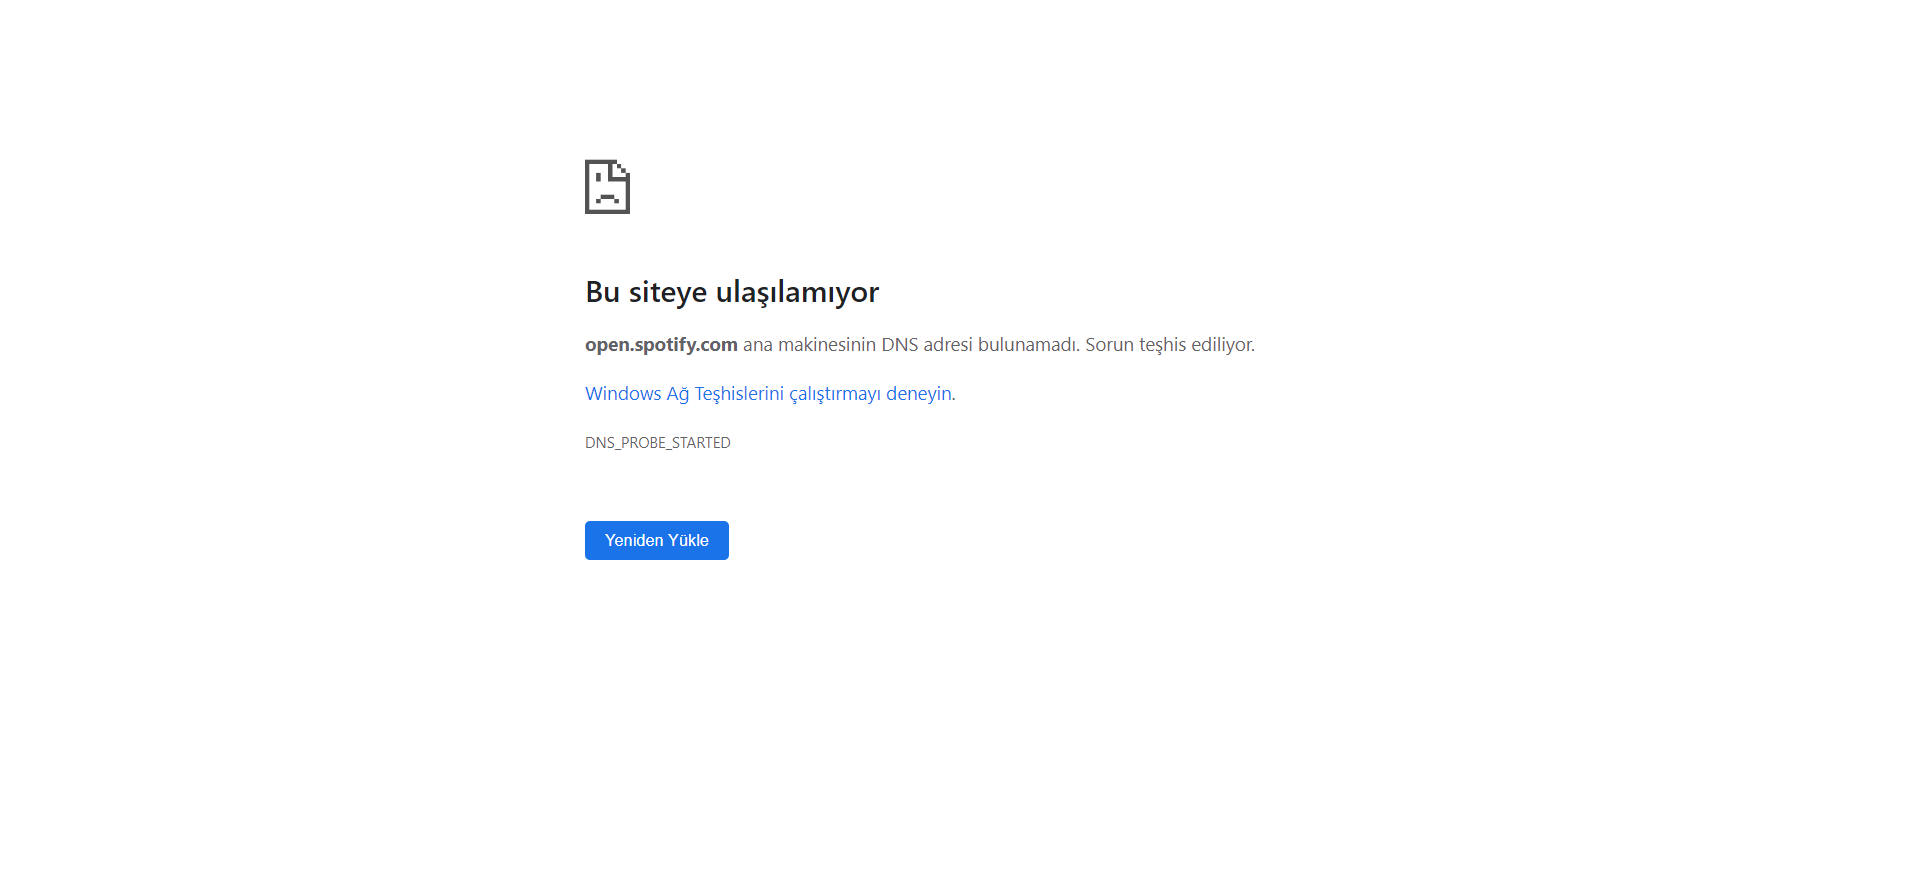 Bu siteye ulaşılamıyor
open.spotify.com ana makinesinin DNS adresi bulunamadı. Sorun teşhis ediliyor.
Windows Ağ Teşhislerini çalıştırmayı deneyin.
DNS_PROBE_STARTED
Yeniden Yükle